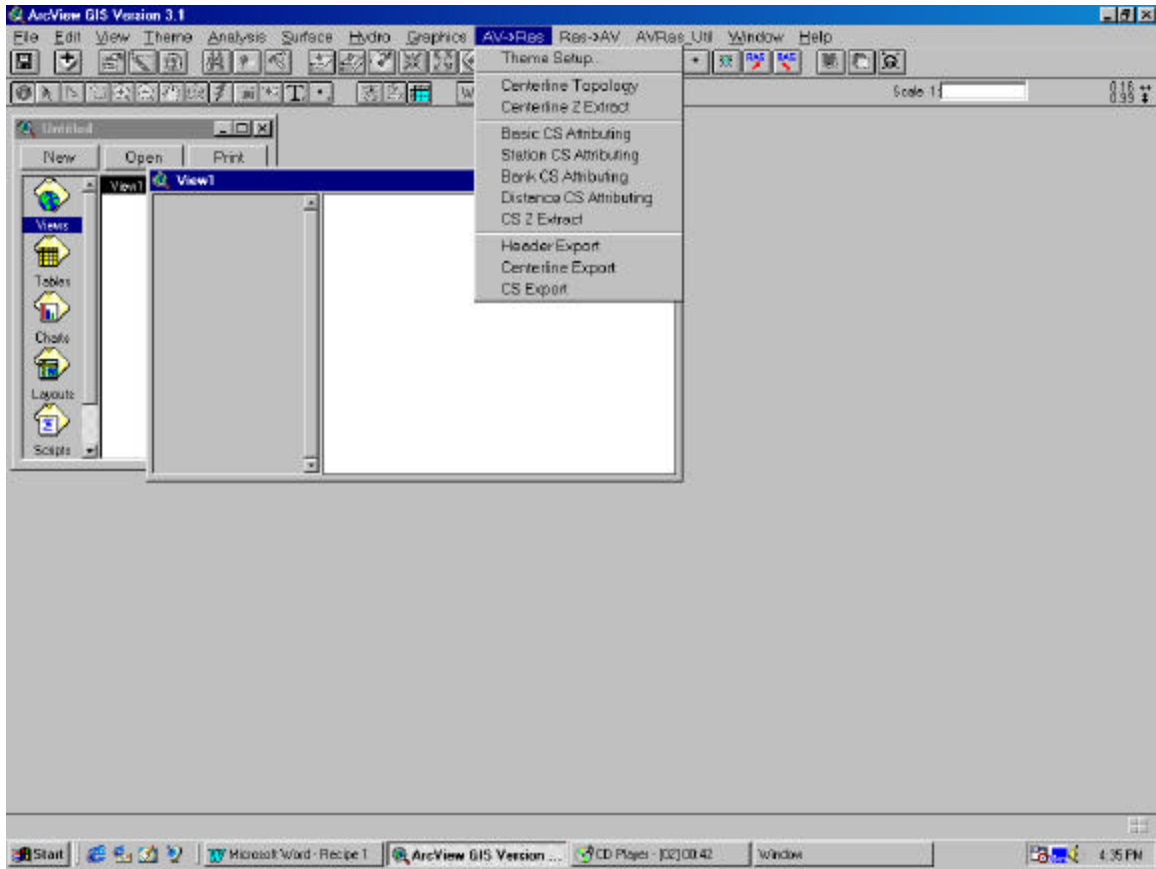 ArcView GIS Version 3.1
File Edit View Theme Analysis Surface Hydro Graphics AV->Ras Ras->AV AVRas_Util Window Help
Scale 1:
0.16
0.99
Untitled
New Open Print
View1
View1
Views
Tables
Charts
Layouts
Scripts
Theme Setup...
Centerline Topology
Centerline Z Extract
Basic CS Attributing
Station CS Attributing
Bank CS Attributing
Distance CS Attributing
CS Z Extract
Header Export
Centerline Export
CS Export
Start
Microsoft Word - Recipe 1
ArcView GIS Version ...
CD Player - [02] 00:42
Window
4:35 PM